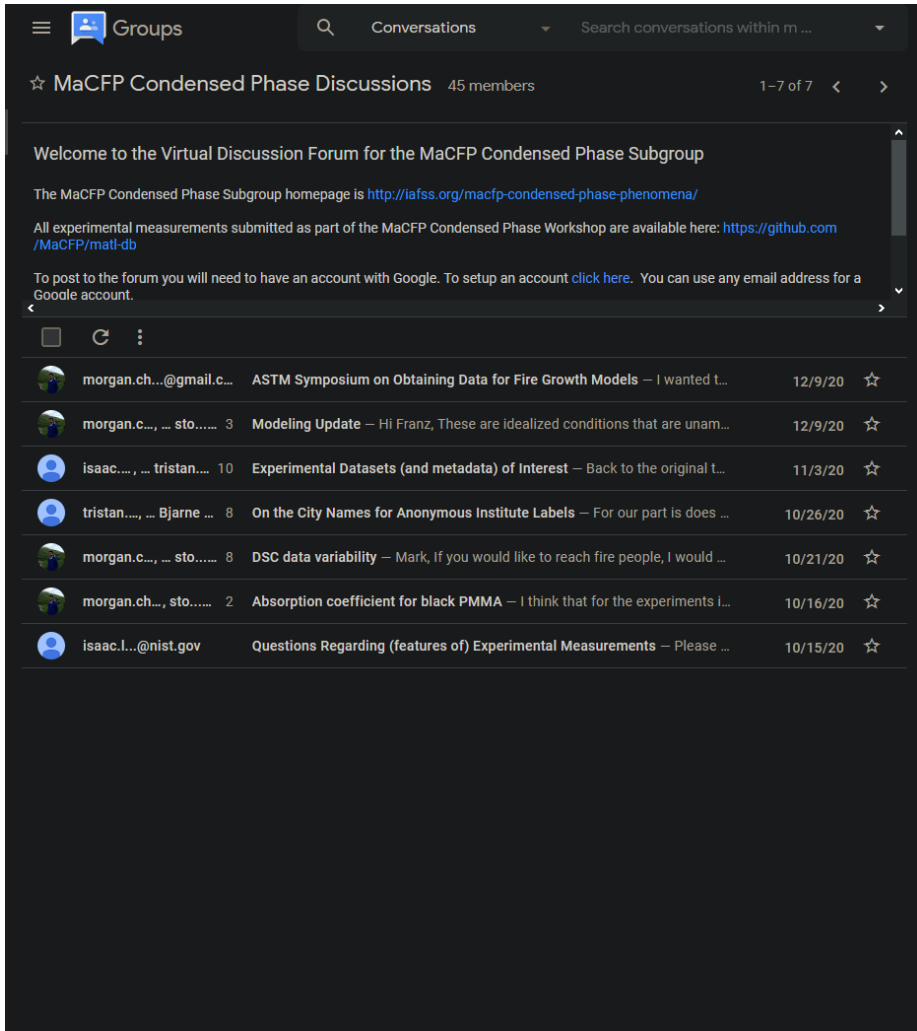 Groups
Conversations
Search conversations within m ...
MaCFP Condensed Phase Discussions 45 members
1–7 of 7
Welcome to the Virtual Discussion Forum for the MaCFP Condensed Phase Subgroup
The MaCFP Condensed Phase Subgroup homepage is http://iafss.org/macfp-condensed-phase-phenomena/
All experimental measurements submitted as part of the MaCFP Condensed Phase Workshop are available here: https://github.com
/MaCFP/matl-db
To post to the forum you will need to have an account with Google. To setup an account click here. You can use any email address for a
Google account.
morgan.ch...@gmail.c... ASTM Symposium on Obtaining Data for Fire Growth Models – I wanted t... 12/9/20
morgan.c..., ... sto...... 3 Modeling Update – Hi Franz, These are idealized conditions that are unam... 12/9/20
isaac...., ... tristan.... 10 Experimental Datasets (and metadata) of Interest – Back to the original t... 11/3/20
tristan...., ... Bjarne ... 8 On the City Names for Anonymous Institute Labels – For our part is does ... 10/26/20
morgan.c..., ... sto...... 8 DSC data variability – Mark, If you would like to reach fire people, I would ... 10/21/20
morgan.ch..., sto...... 2 Absorption coefficient for black PMMA – I think that for the experiments i... 10/16/20
isaac.l...@nist.gov Questions Regarding (features of) Experimental Measurements – Please ... 10/15/20